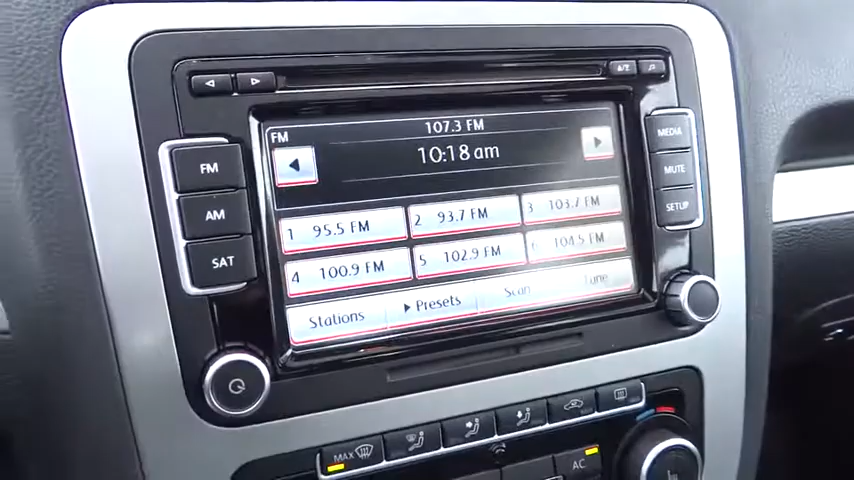 FM 107.3 FM
10:18 am
1 95.5 FM 2 93.7 FM 3 103.7 FM
4 100.9 FM 5 102.9 FM 6 104.5 FM
Stations Presets Scan Tune
FM
AM
SAT
A/Z
MEDIA
MUTE
SETUP
MAX
AC